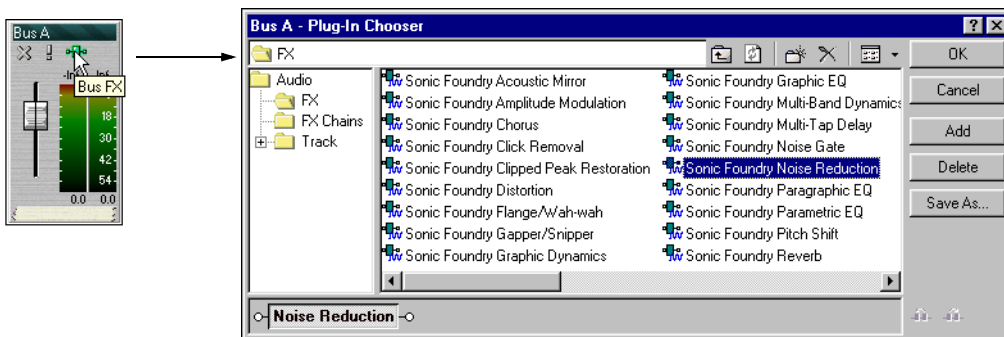 Bus A
-Inf. Inf.
Bus FX
18
30
42
54
0.0 0.0
Bus A - Plug-In Chooser
FX
OK
Cancel
Add
Delete
Save As...
Audio
FX
FX Chains
Track
Sonic Foundry Acoustic Mirror
Sonic Foundry Amplitude Modulation
Sonic Foundry Chorus
Sonic Foundry Click Removal
Sonic Foundry Clipped Peak Restoration
Sonic Foundry Distortion
Sonic Foundry Flange/Wah-wah
Sonic Foundry Gapper/Snipper
Sonic Foundry Graphic Dynamics
Sonic Foundry Graphic EQ
Sonic Foundry Multi-Band Dynamics
Sonic Foundry Multi-Tap Delay
Sonic Foundry Noise Gate
Sonic Foundry Noise Reduction
Sonic Foundry Paragraphic EQ
Sonic Foundry Parametric EQ
Sonic Foundry Pitch Shift
Sonic Foundry Reverb
Noise Reduction